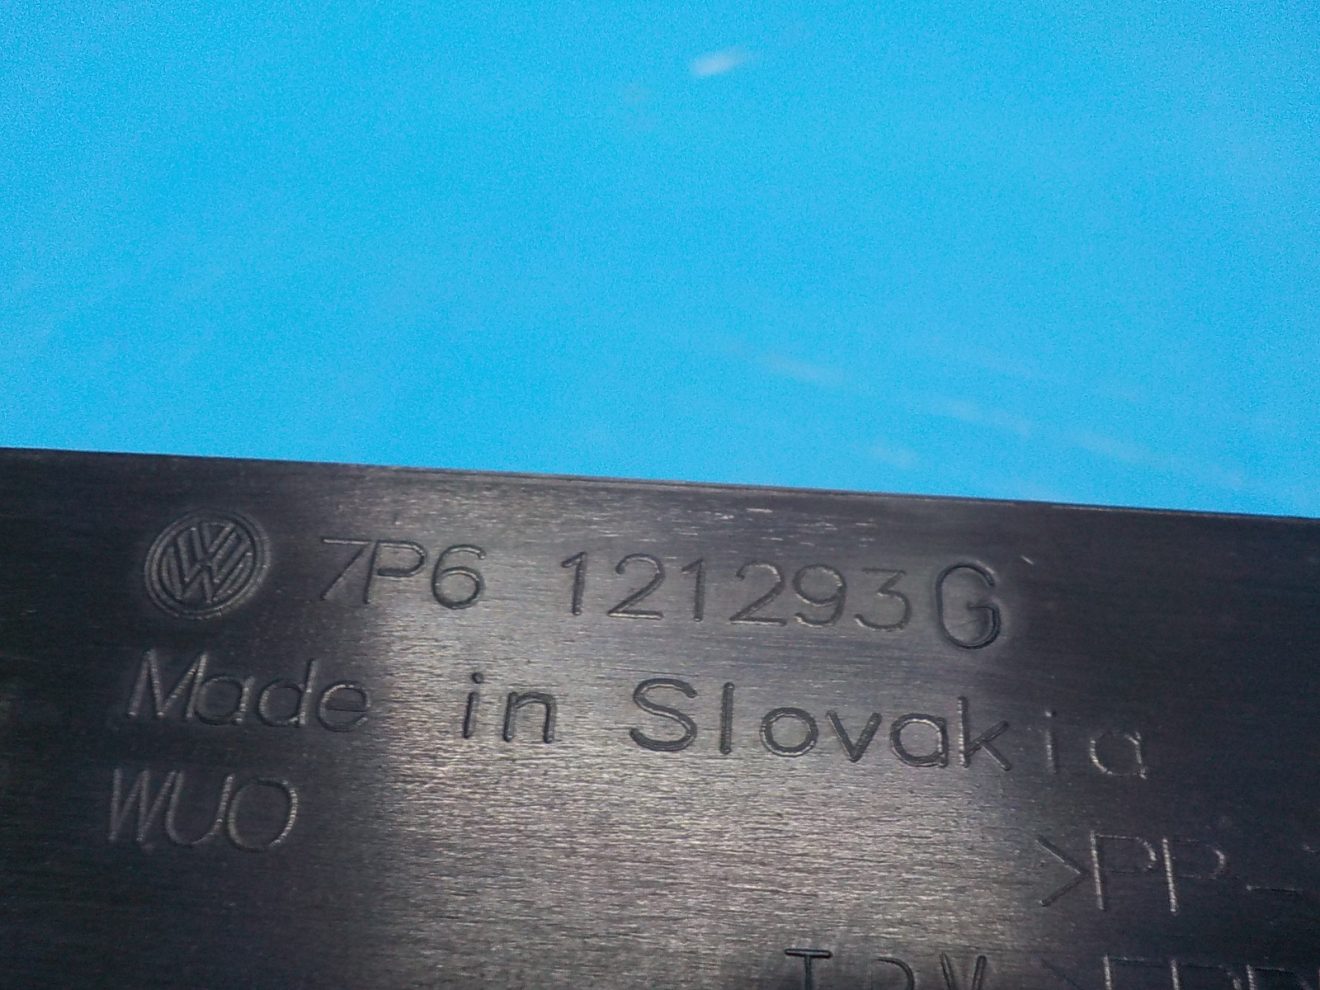 7P6 121293G
Made in Slovakia
WUO
>PP-